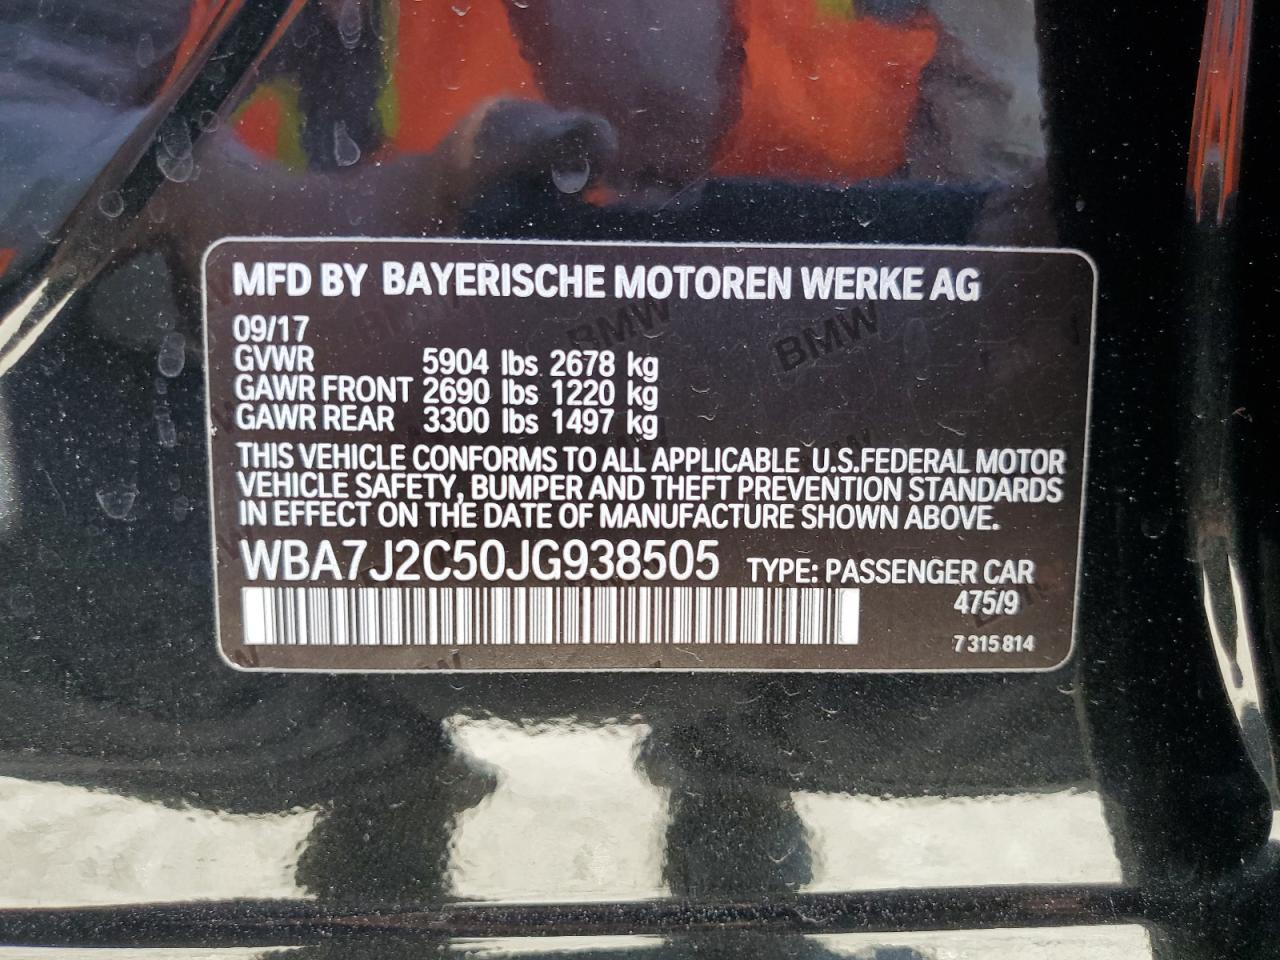 MFD BY BAYERISCHE MOTOREN WERKE AG
09/17
GVWR 5904 lbs 2678 kg
GAWR FRONT 2690 lbs 1220 kg
GAWR REAR 3300 lbs 1497 kg
THIS VEHICLE CONFORMS TO ALL APPLICABLE U.S.FEDERAL MOTOR
VEHICLE SAFETY, BUMPER AND THEFT PREVENTION STANDARDS
IN EFFECT ON THE DATE OF MANUFACTURE SHOWN ABOVE.
WBA7J2C50JG938505 TYPE: PASSENGER CAR
475/9
7 315 814
BMW
BMW